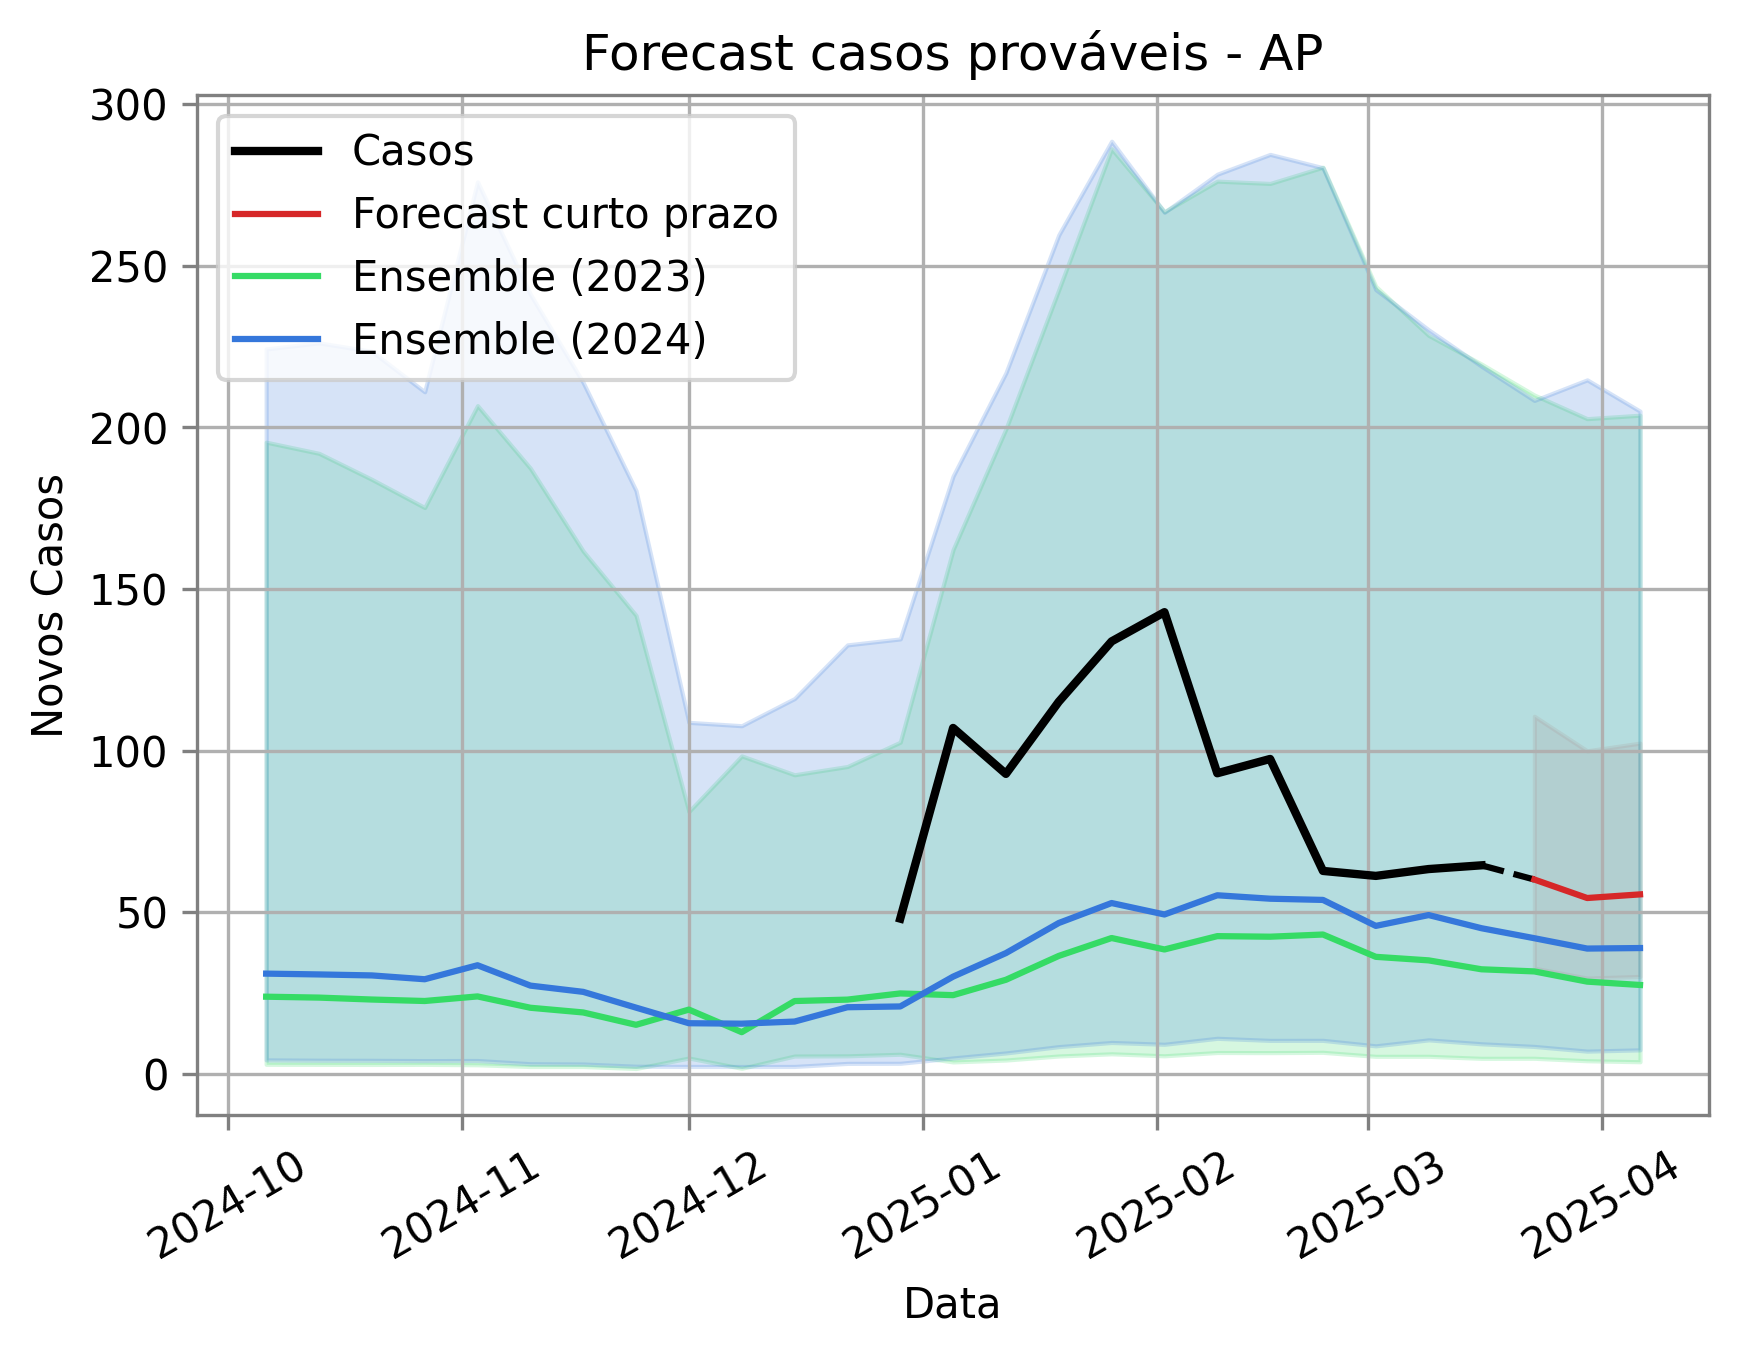 Forecast casos prováveis - AP
300
250
200
150
100
50
0
Novos Casos
Casos
Forecast curto prazo
Ensemble (2023)
Ensemble (2024)
2024-10
2024-11
2024-12
2025-01
2025-02
2025-03
2025-04
Data